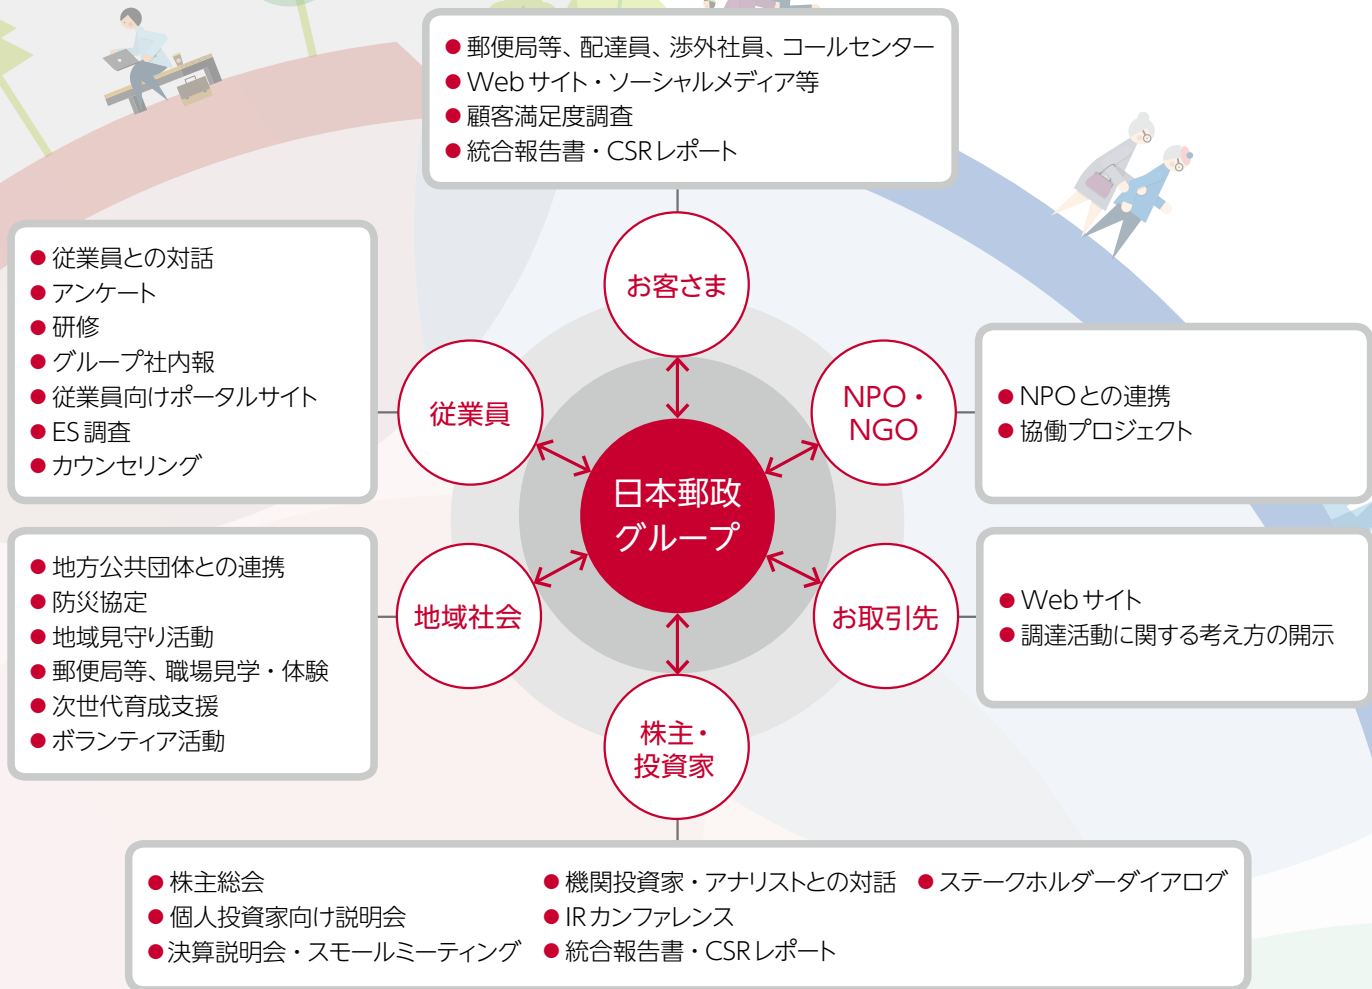 ● 郵便局等、配達員、渉外社員、コールセンター
● Webサイト・ソーシャルメディア等
● 顧客満足度調査
● 統合報告書・CSRレポート
お客さま
● 従業員との対話
● アンケート
● 研修
● グループ社内報
● 従業員向けポータルサイト
● ES調査
● カウンセリング
従業員
NPO・
NGO
● NPOとの連携
● 協働プロジェクト
日本郵政
グループ
● 地方公共団体との連携
● 防災協定
● 地域見守り活動
● 郵便局等、職場見学・体験
● 次世代育成支援
● ボランティア活動
地域社会
お取引先
● Webサイト
● 調達活動に関する考え方の開示
株主・
投資家
● 株主総会
● 個人投資家向け説明会
● 決算説明会・スモールミーティング
● 機関投資家・アナリストとの対話
● IRカンファレンス
● 統合報告書・CSRレポート
● ステークホルダーダイアログ